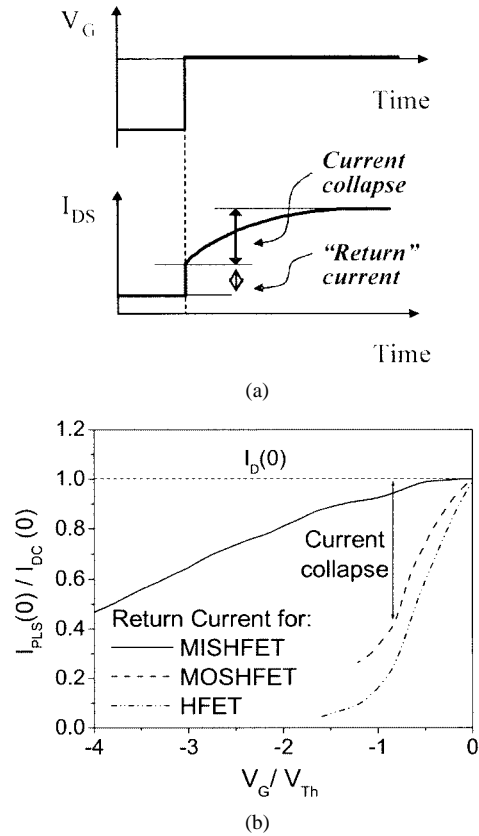 V_G
Time
Current
collapse
I_DS
"Return"
current
Time
(a)
1.2
I_D(0)
1.0
0.8
Current
collapse
0.6
0.4
Return Current for:
MISHFET
0.2
MOSHFET
HFET
0.0
I_PLS(0) / I_DC(0)
-4 -3 -2 -1 0
V_G/ V_Th
(b)